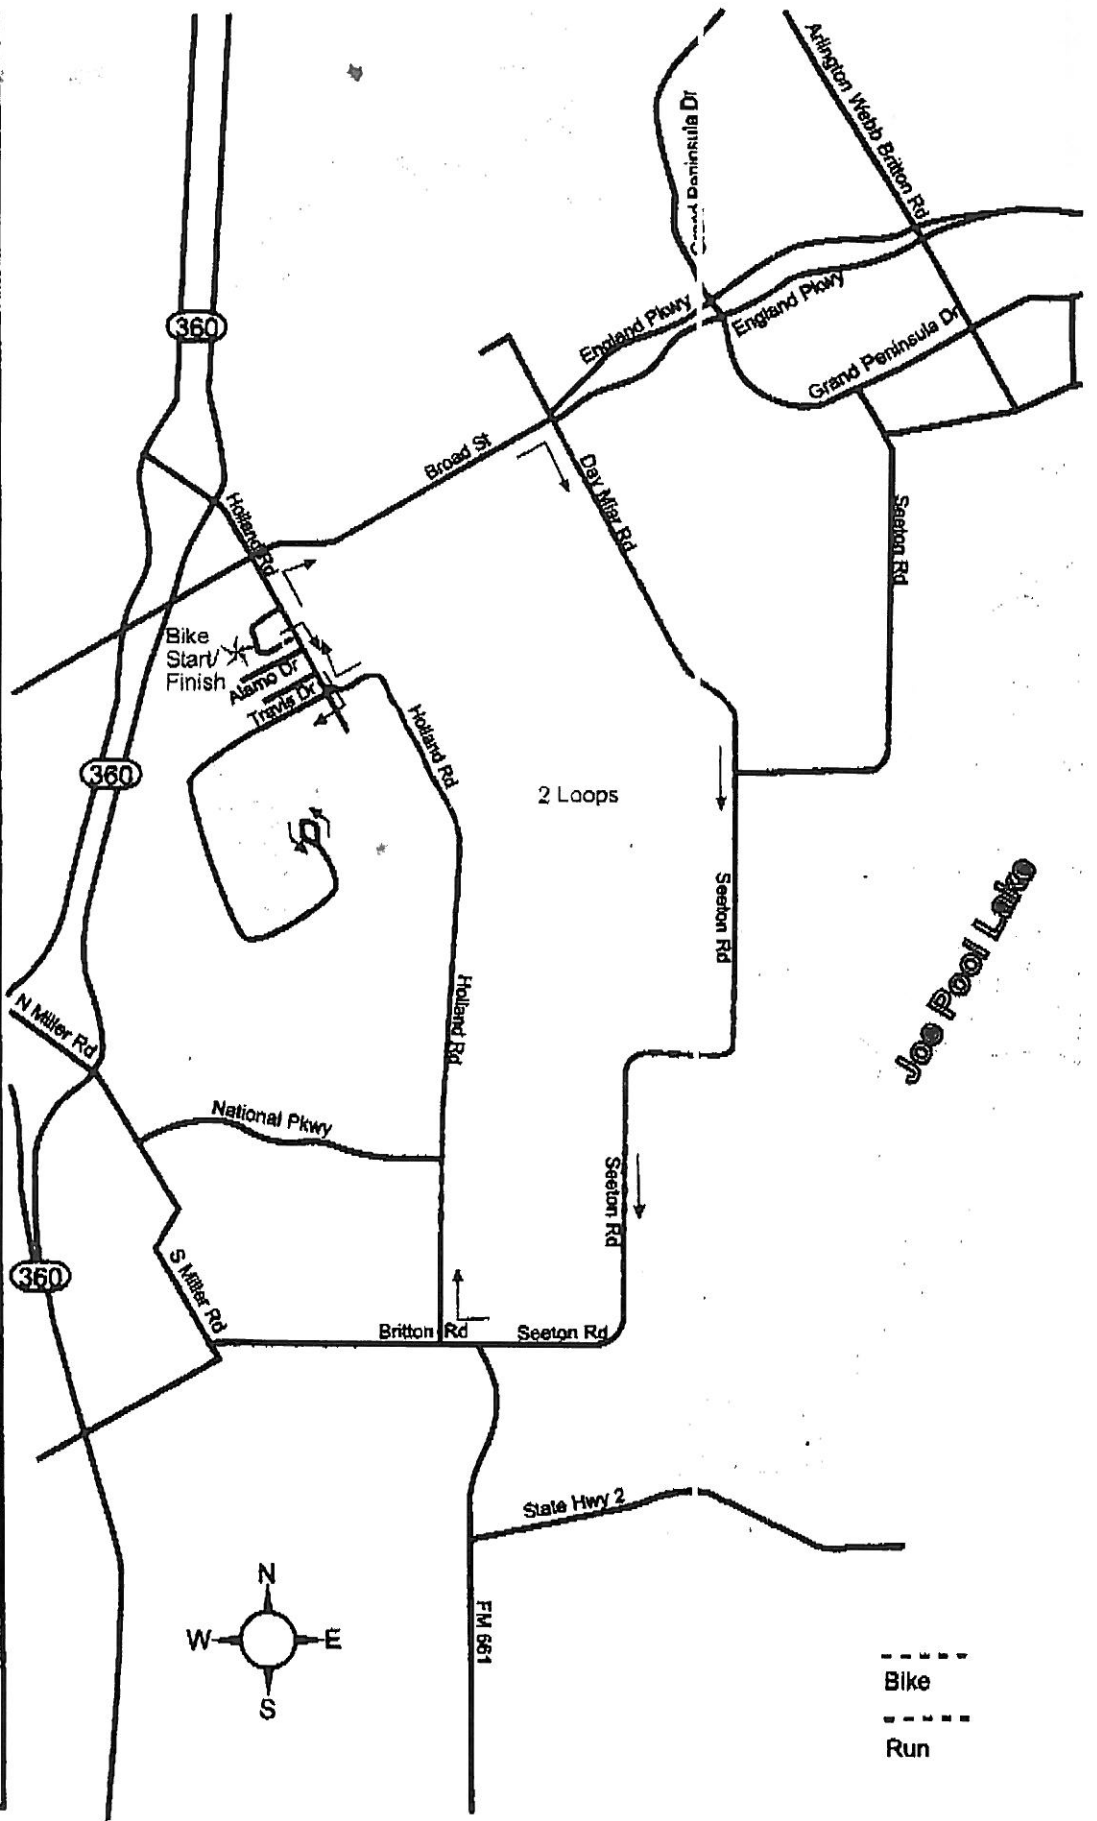 Arlington Webb Britton Rd
Grand Peninsula Dr
360
England Pkwy
England Pkwy
Grand Peninsula Dr
Broad St
Day Miar Rd
Holland Rd
Seeton Rd
Bike
Start/
Finish
Alamo Dr
Travis Dr
Holland Rd
360
2 Loops
Seeton Rd
Joe Pool Lake
Holland Rd
N Miller Rd
National Pkwy
Seeton Rd
360
S Miller Rd
Britton Rd
Seeton Rd
State Hwy 2
N
W E
S
FM 661
Bike
Run